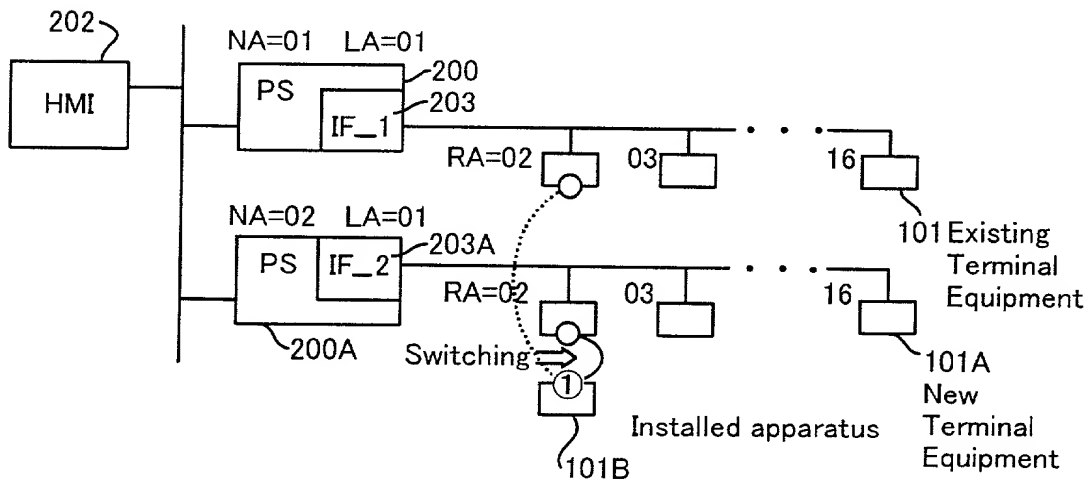 202
NA=01 LA=01
200
HMI
PS
IF_1
203
RA=02
03
16
101 Existing
Terminal
Equipment
NA=02 LA=01
203A
PS
IF_2
RA=02
03
16
200A
Switching
1
101A
New
Terminal
Equipment
Installed apparatus
101B